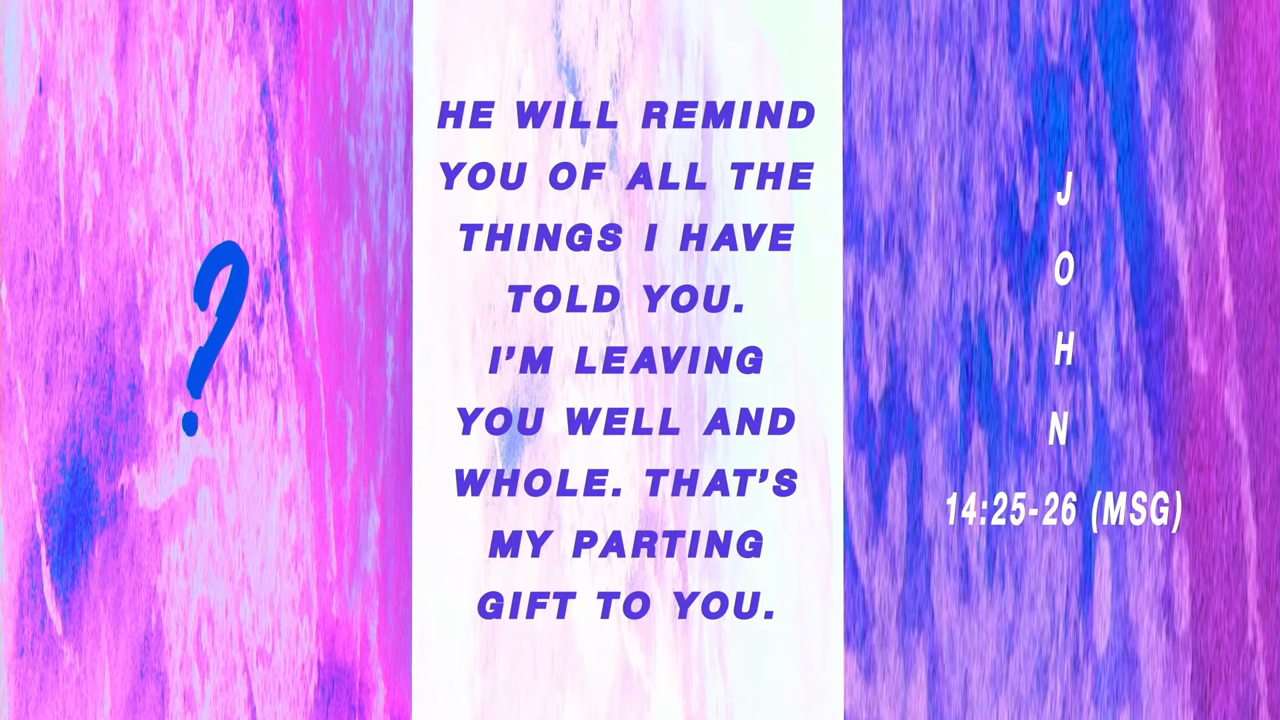 ?
HE WILL REMIND
YOU OF ALL THE
THINGS I HAVE
TOLD YOU.
I’M LEAVING
YOU WELL AND
WHOLE. THAT’S
MY PARTING
GIFT TO YOU.
J
O
H
N
14:25-26 (MSG)